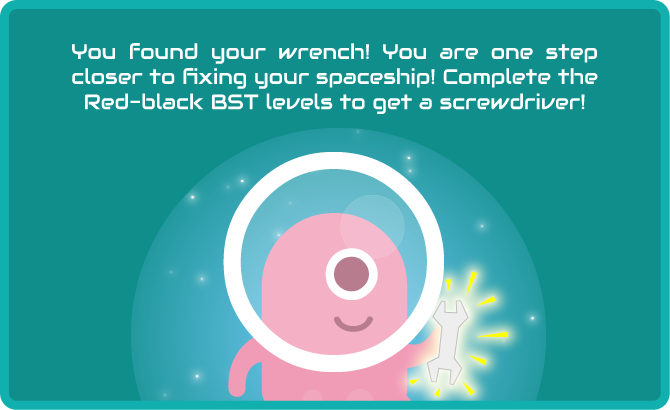 You found your wrench! You are one step
closer to fixing your spaceship! Complete the
Red-black BST levels to get a screwdriver!